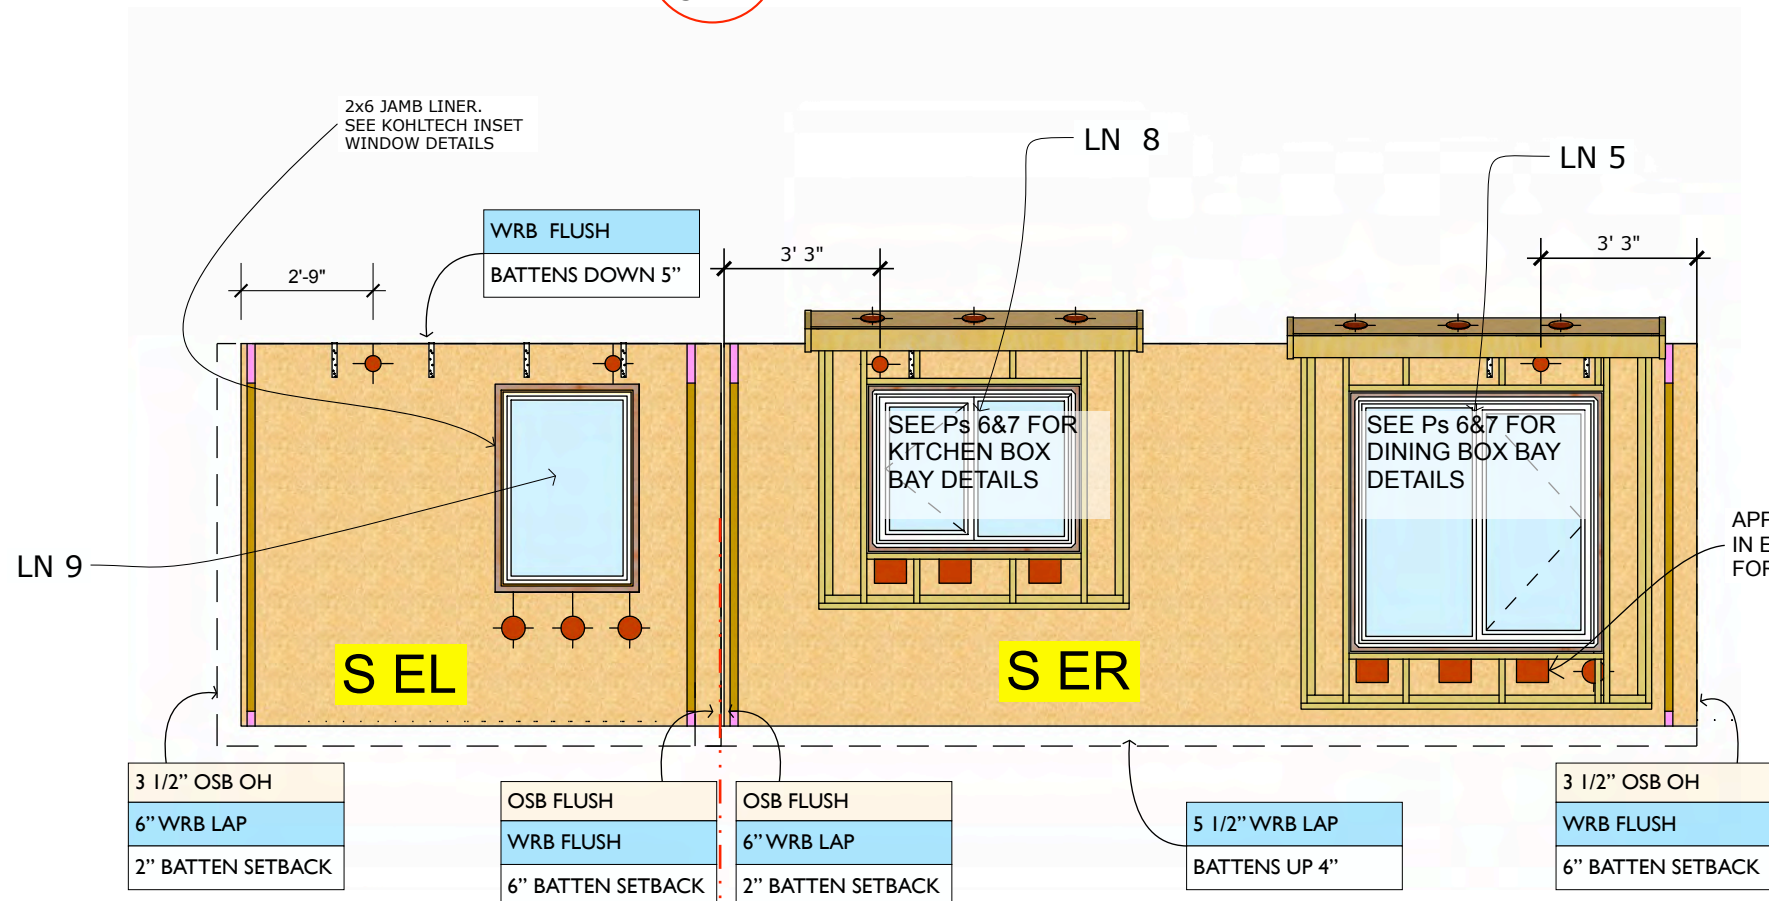 2x6 JAMB LINER.
SEE KOHLTECH INSET
WINDOW DETAILS
LN 8
LN 5
WRB FLUSH
BATTENS DOWN 5”
2'-9"
3' 3"
3' 3"
SEE Ps 6&7 FOR
KITCHEN BOX
BAY DETAILS
SEE Ps 6&7 FOR
DINING BOX BAY
DETAILS
LN 9
FOR
S EL
S ER
3 1/2” OSB OH
6” WRB LAP
2” BATTEN SETBACK
OSB FLUSH
WRB FLUSH
6” BATTEN SETBACK
OSB FLUSH
6” WRB LAP
2” BATTEN SETBACK
5 1/2” WRB LAP
BATTENS UP 4”
3 1/2” OSB OH
WRB FLUSH
6” BATTEN SETBACK